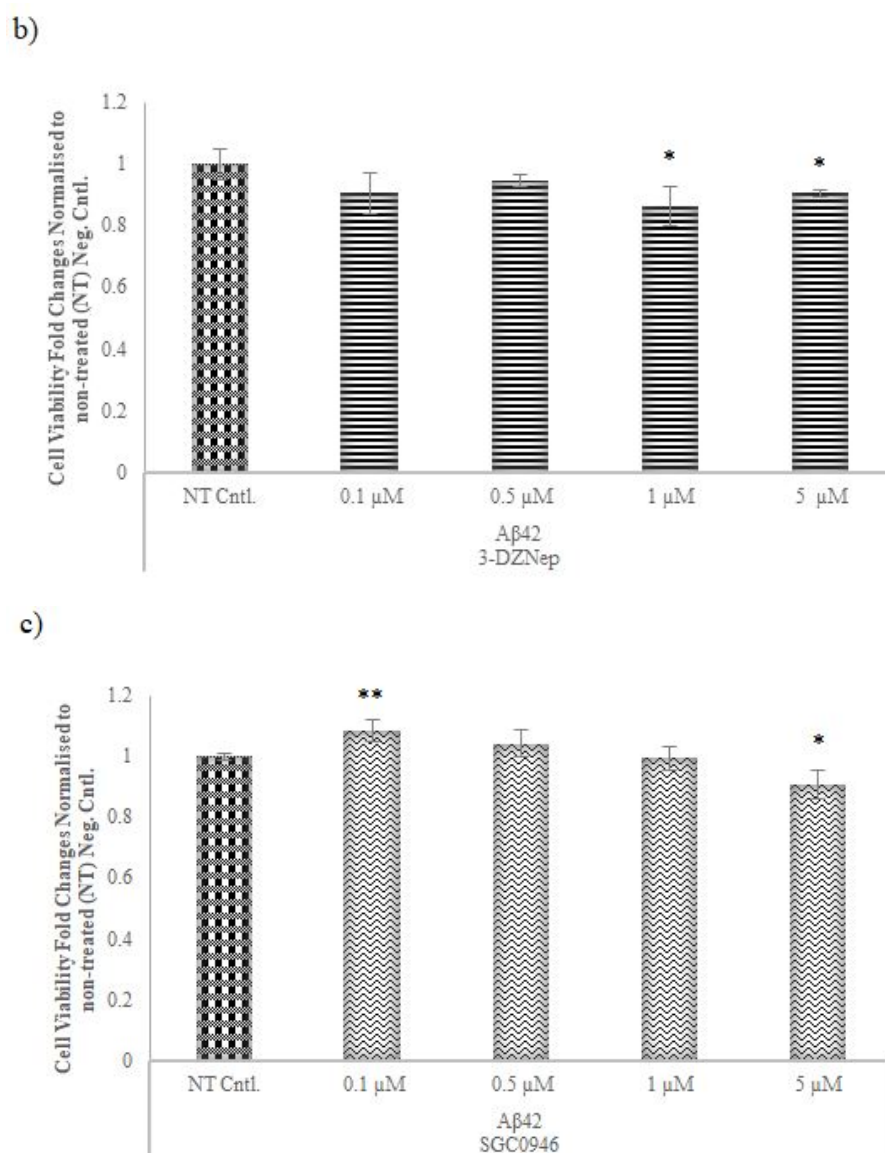 b)
Cell Viability Fold Changes Normalised to
non-treated (NT) Neg. Cntl.
1.2
1
0.8
0.6
0.4
0.2
0
*
*
NT Cntl.
0.1 µM
0.5 µM
1 µM
5 µM
Aβ42
3-DZNep
c)
Cell Viability Fold Changes Normalised to
non-treated (NT) Neg. Cntl.
1.2
1
0.8
0.6
0.4
0.2
0
**
*
NT Cntl.
0.1 µM
0.5 µM
1 µM
5 µM
Aβ42
SGC0946